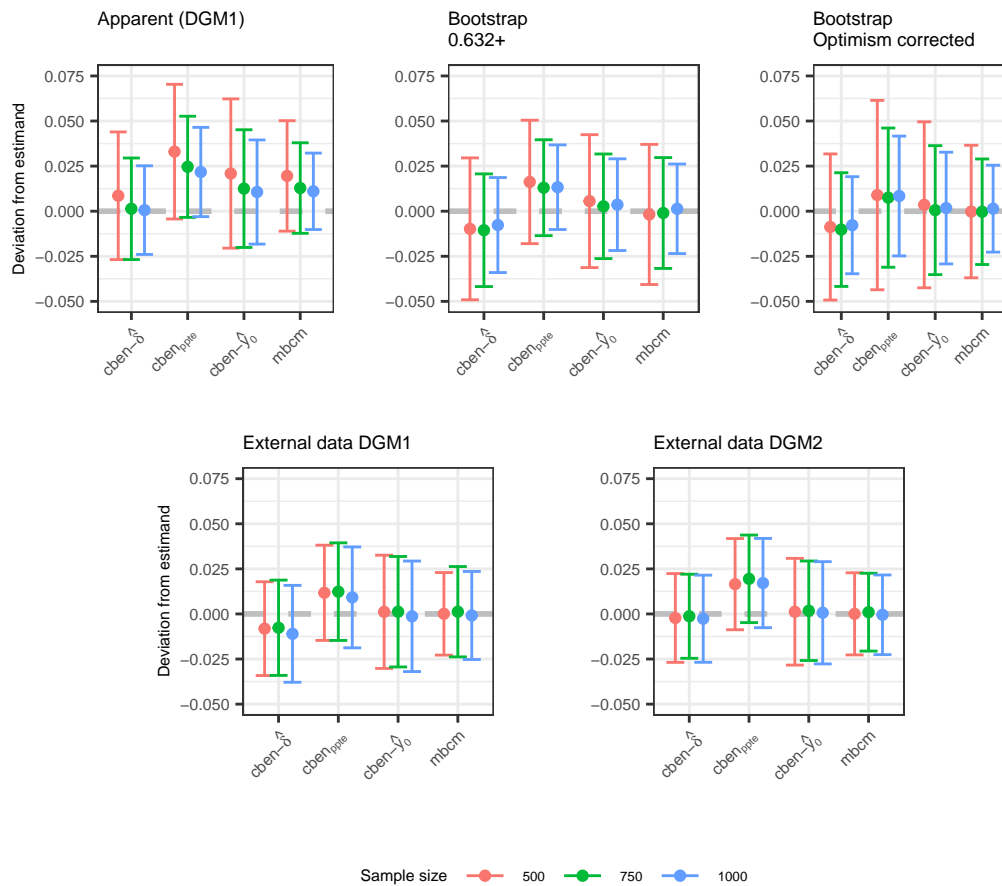 Apparent (DGM1)
Bootstrap
0.632+
Bootstrap
Optimism corrected
Deviation from estimand
0.075
0.050
0.025
0.000
−0.025
−0.050
cben−δ̂
cbenppte
cben−ŷ0
mbcm
0.075
0.050
0.025
0.000
−0.025
−0.050
cben−δ̂
cbenppte
cben−ŷ0
mbcm
0.075
0.050
0.025
0.000
−0.025
−0.050
cben−δ̂
cbenppte
cben−ŷ0
mbcm
External data DGM1
Deviation from estimand
0.075
0.050
0.025
0.000
−0.025
−0.050
cben−δ̂
cbenppte
cben−ŷ0
mbcm
External data DGM2
0.075
0.050
0.025
0.000
−0.025
−0.050
cben−δ̂
cbenppte
cben−ŷ0
mbcm
Sample size 500 750 1000